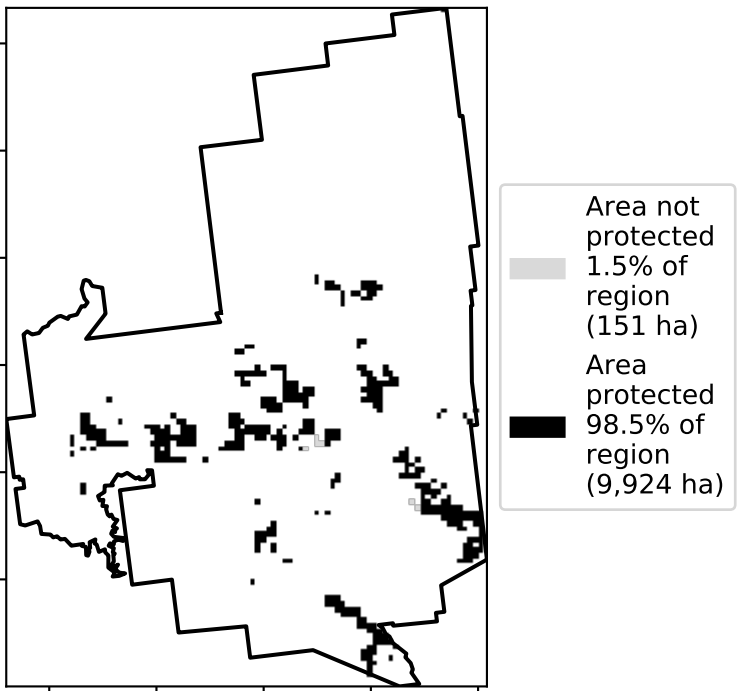 Area not
protected
1.5% of
region
(151 ha)
Area
protected
98.5% of
region
(9,924 ha)